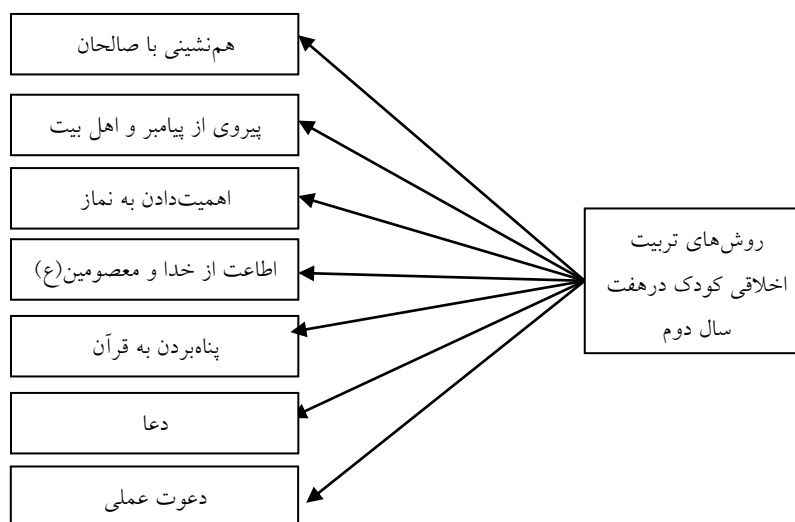 روش‌های تربیت
اخلاقی کودک درهفت
سال دوم
هم‌نشینی با صالحان
پیروی از پیامبر و اهل بیت
اهمیت‌دادن به نماز
اطاعت از خدا و معصومین(ع)
پناه‌بردن به قرآن
دعا
دعوت عملی